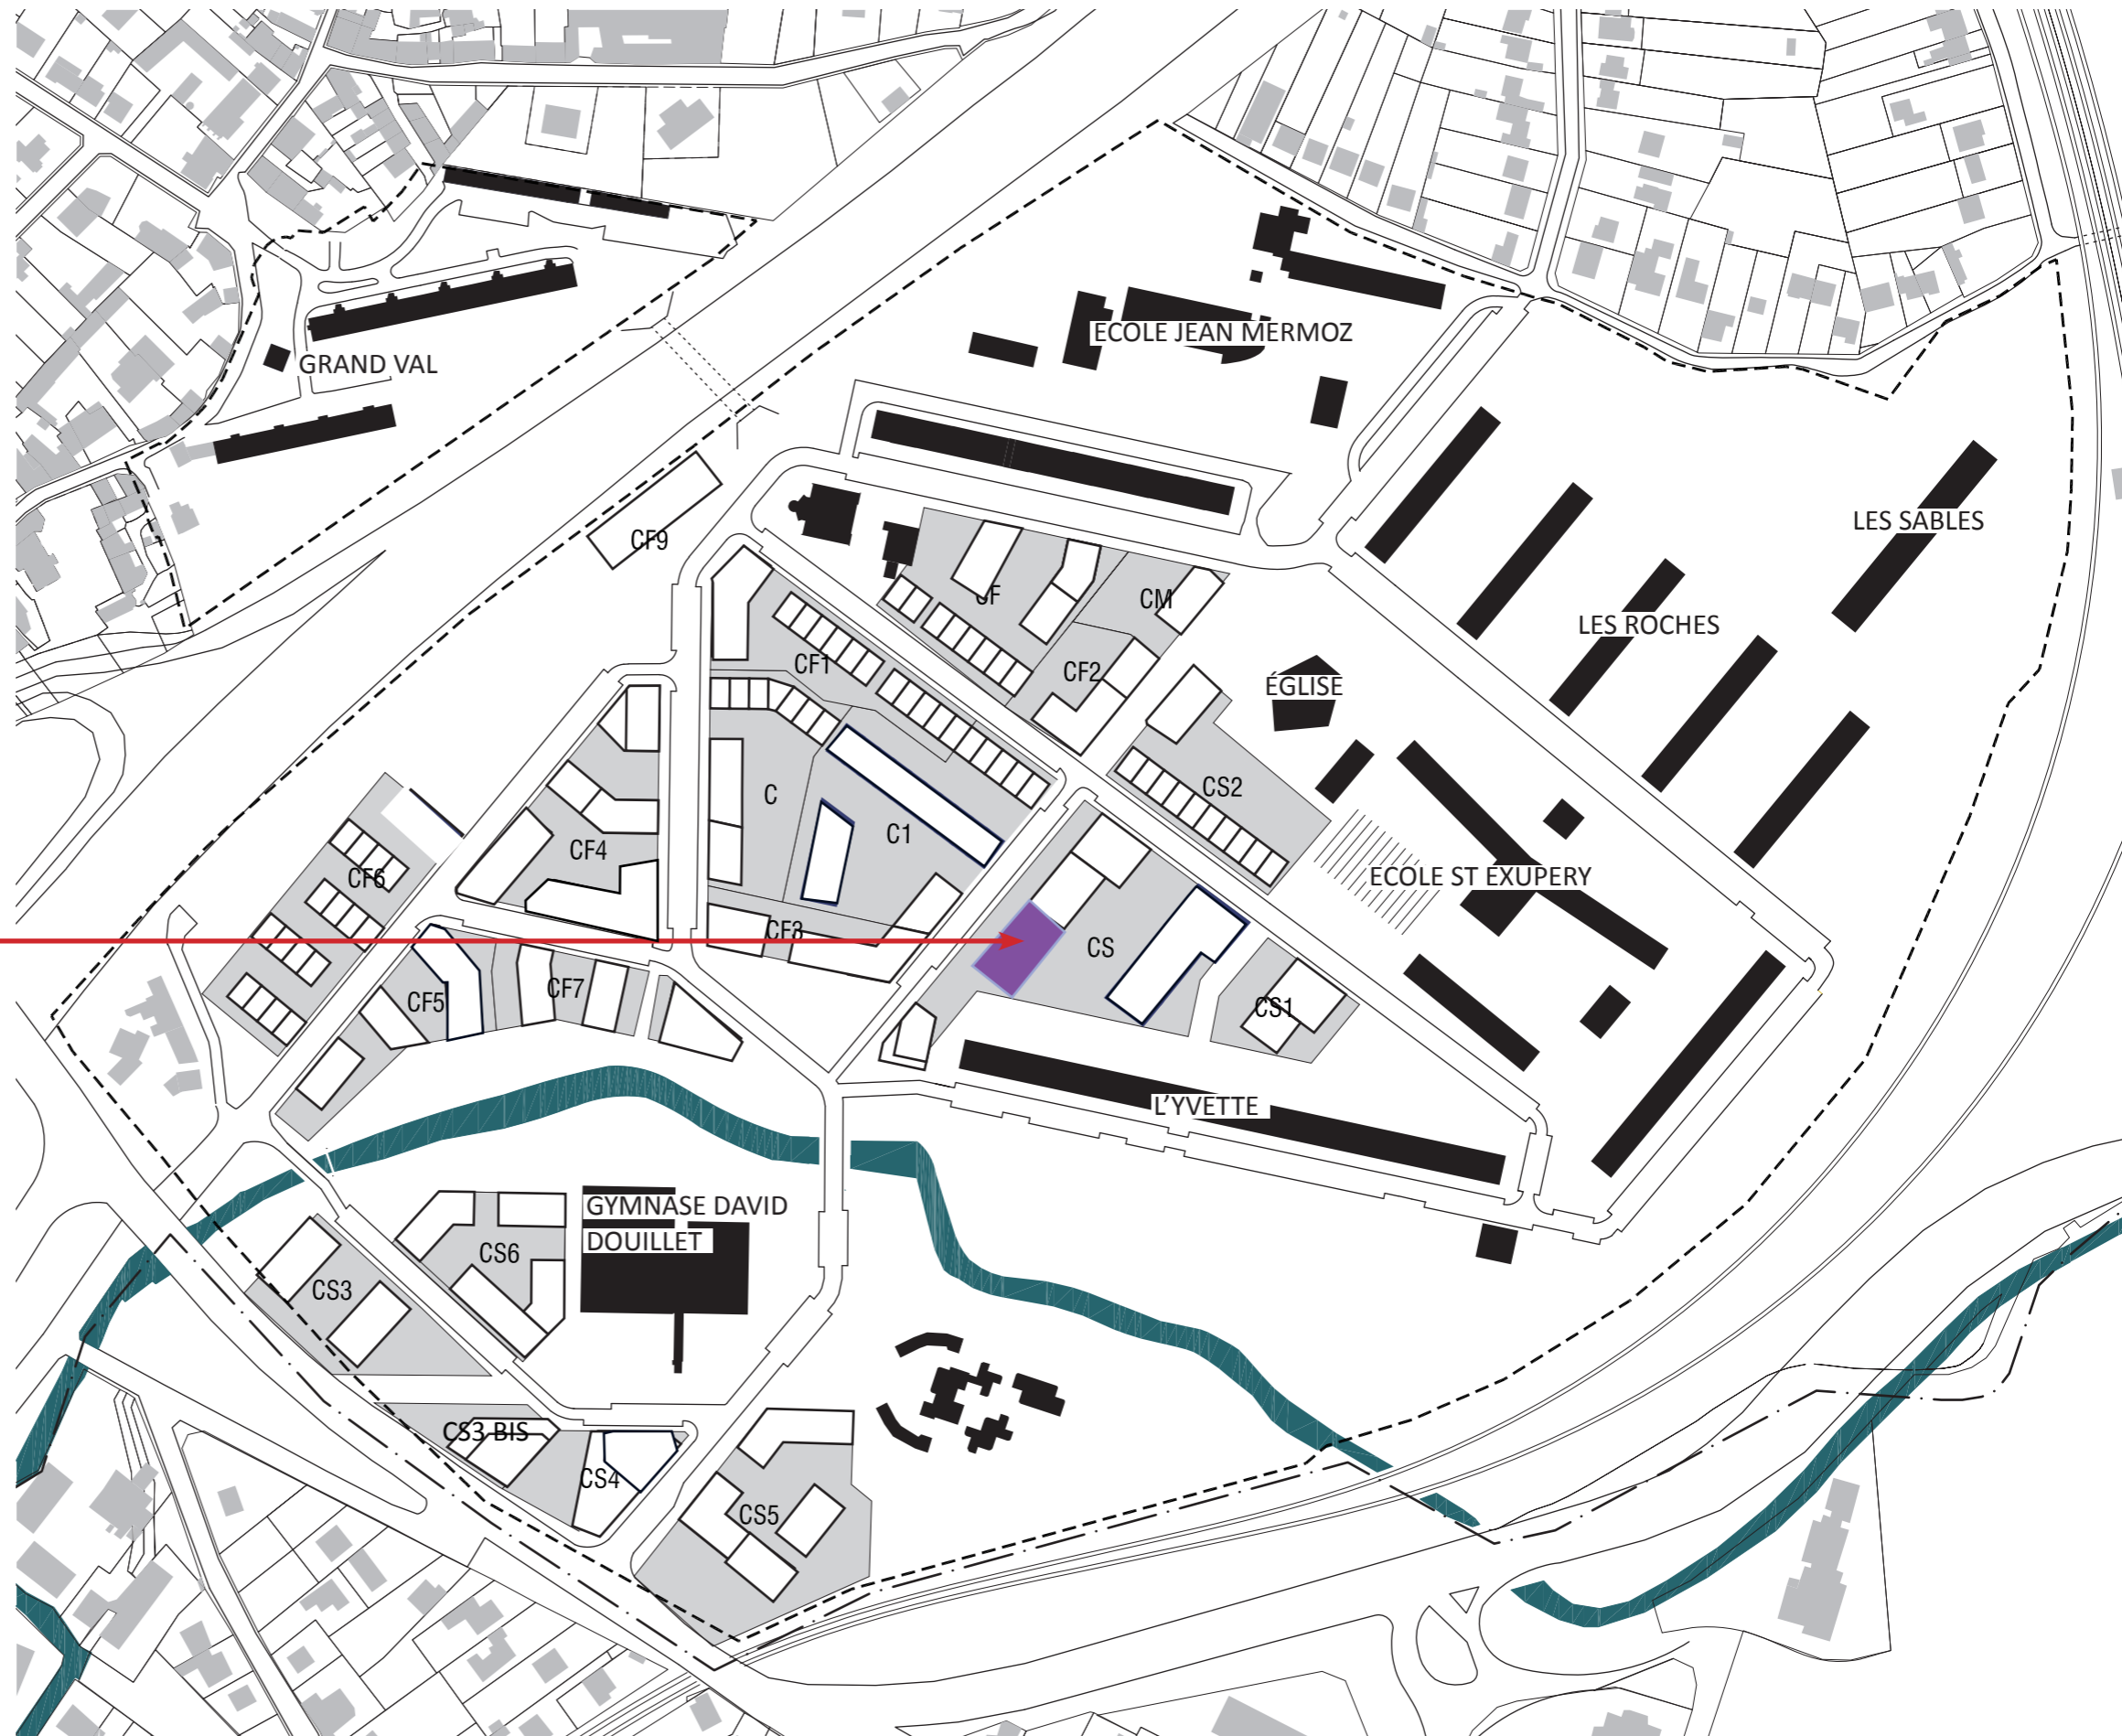 ECOLE JEAN MERMOZ
GRAND VAL
LES SABLES
CF9
CF
CM
LES ROCHES
CF1
CF2
ÉGLISE
CS2
C
C1
CF4
CF6
ECOLE ST EXUPERY
CF3
CS
CF5
CF7
CS1
L'YVETTE
GYMNASE DAVID
DOUILLET
CS6
CS3
CS3 BIS
CS4
CS5